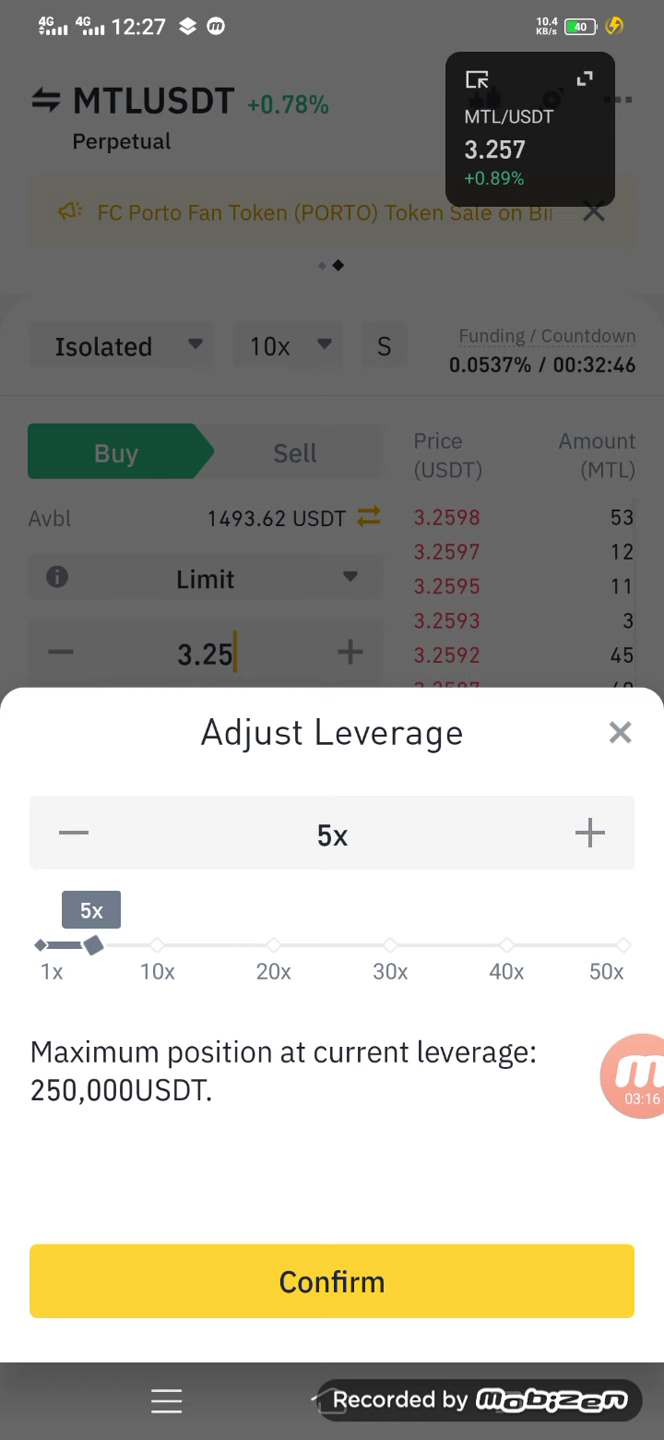 4G 4G 12:27 10.4 KB/s 40
MTLUSDT +0.78%
Perpetual
MTL/USDT
3.257
+0.89%
FC Porto Fan Token (PORTO) Token Sale on Bi
Isolated 10x S
Funding / Countdown
0.0537% / 00:32:46
Buy Sell
Price (USDT) Amount (MTL)
Avbl 1493.62 USDT
3.2598 53
3.2597 12
Limit
3.2595 11
3.2593 3
3.25
3.2592 45
Adjust Leverage
5x
5x
1x 10x 20x 30x 40x 50x
Maximum position at current leverage:
250,000USDT.
03:16
Confirm
Recorded by mobizen